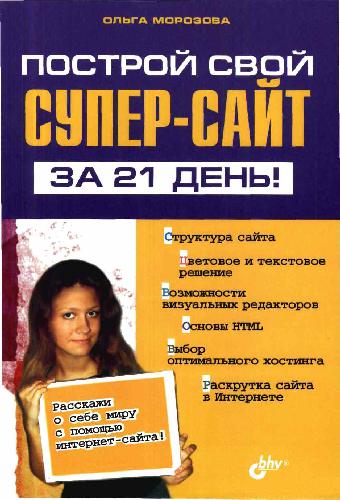 ОЛЬГА МОРОЗОВА
ПОСТРОЙ СВОЙ
СУПЕР-САЙТ
ЗА 21 ДЕНЬ!
Структура сайта
Цветовое и текстовое
решение
Возможности
визуальных редакторов
Основы HTML
Выбор
оптимального хостинга
Раскрутка сайта
в Интернете
Расскажи
о себе миру
с помощью
интернет-сайта!
bhv®